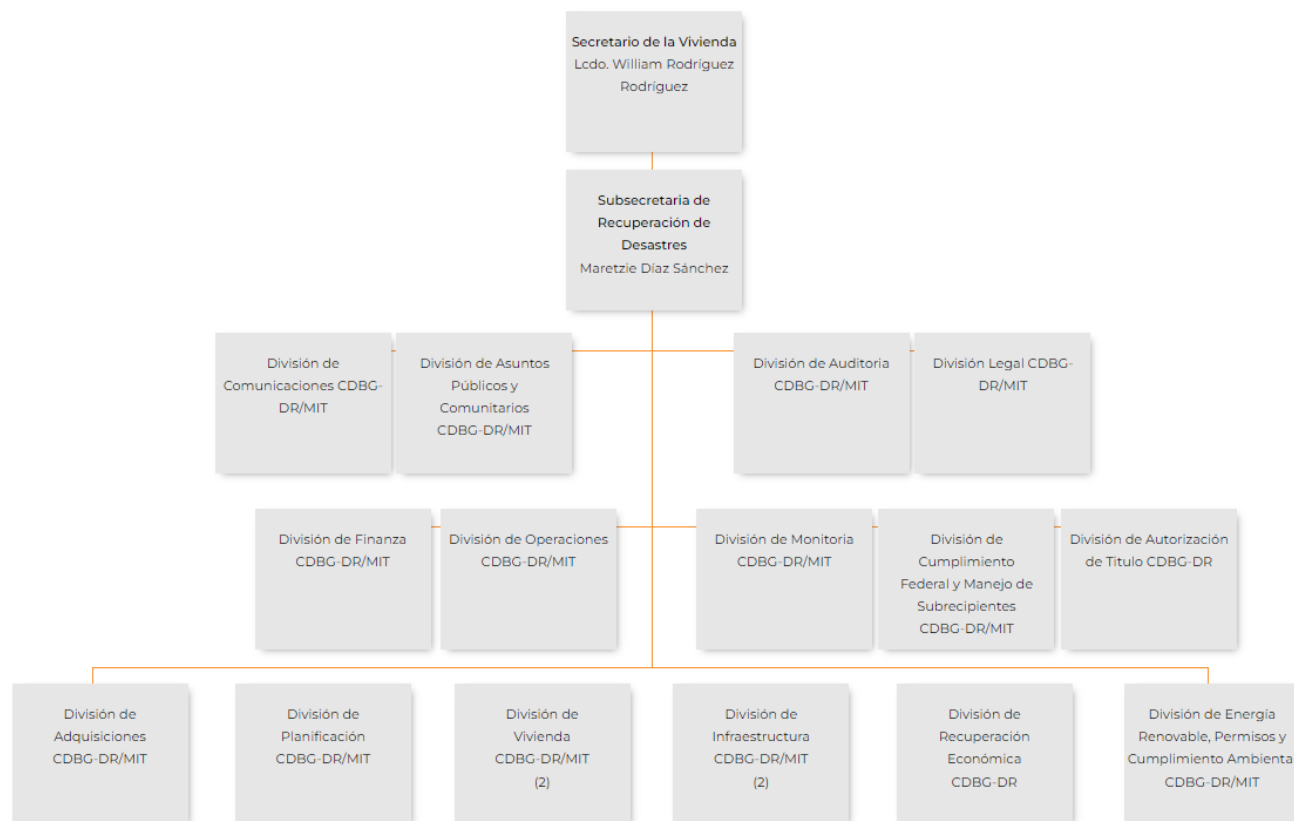 Secretario de la Vivienda
Lcdo. William Rodríguez
Rodríguez
Subsecretaria de
Recuperación de
Desastres
Maretzie Díaz Sánchez
División de
Comunicaciones CDBG-
DR/MIT
División de Asuntos
Públicos y
Comunitarios
CDBG-DR/MIT
División de Auditoria
CDBG-DR/MIT
División Legal CDBG-
DR/MIT
División de Finanza
CDBG-DR/MIT
División de Operaciones
CDBG-DR/MIT
División de Monitoria
CDBG-DR/MIT
División de
Cumplimiento
Federal y Manejo de
Subrecipientes
CDBG-DR/MIT
División de Autorización
de Titulo CDBG-DR
División de
Adquisiciones
CDBG-DR/MIT
División de
Planificación
CDBG-DR/MIT
División de
Vivienda
CDBG-DR/MIT
(2)
División de
Infraestructura
CDBG-DR/MIT
(2)
División de
Recuperación
Económica
CDBG-DR
División de Energía
Renovable, Permisos y
Cumplimiento Ambienta
CDBG-DR/MIT